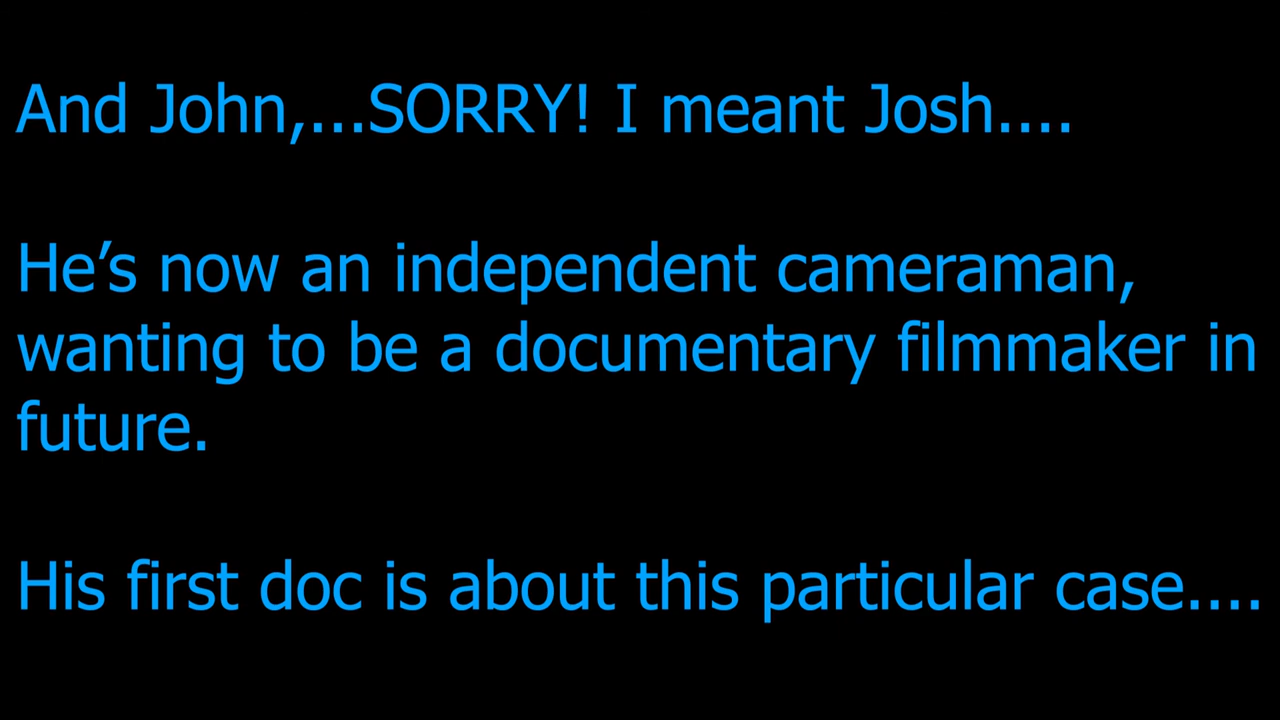 And John,...SORRY! I meant Josh....
He’s now an independent cameraman,
wanting to be a documentary filmmaker in
future.
His first doc is about this particular case....